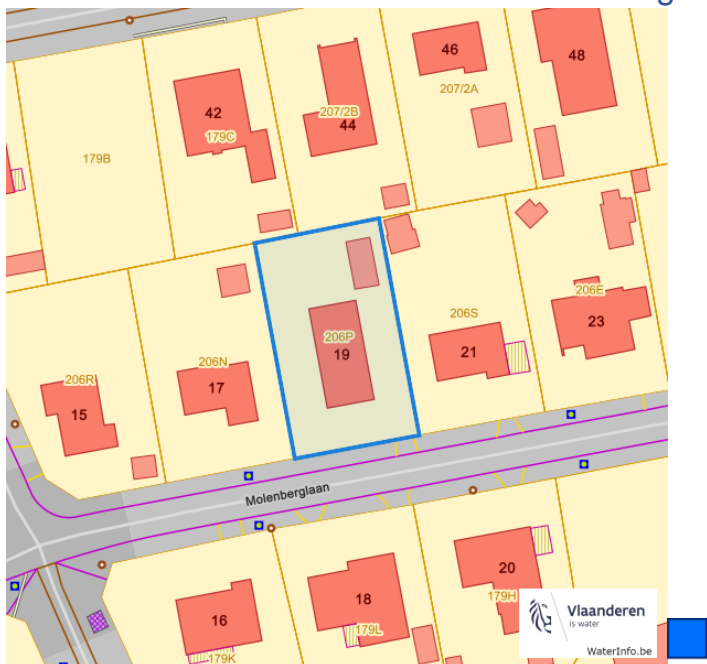 46
48
42
207/2A
207/2B
44
179C
179B
206S
206E
23
206P
19
21
206N
17
206R
15
Molenberglaan
20
18
179H
16
179L
179K
Vlaanderen
is water
WaterInfo.be